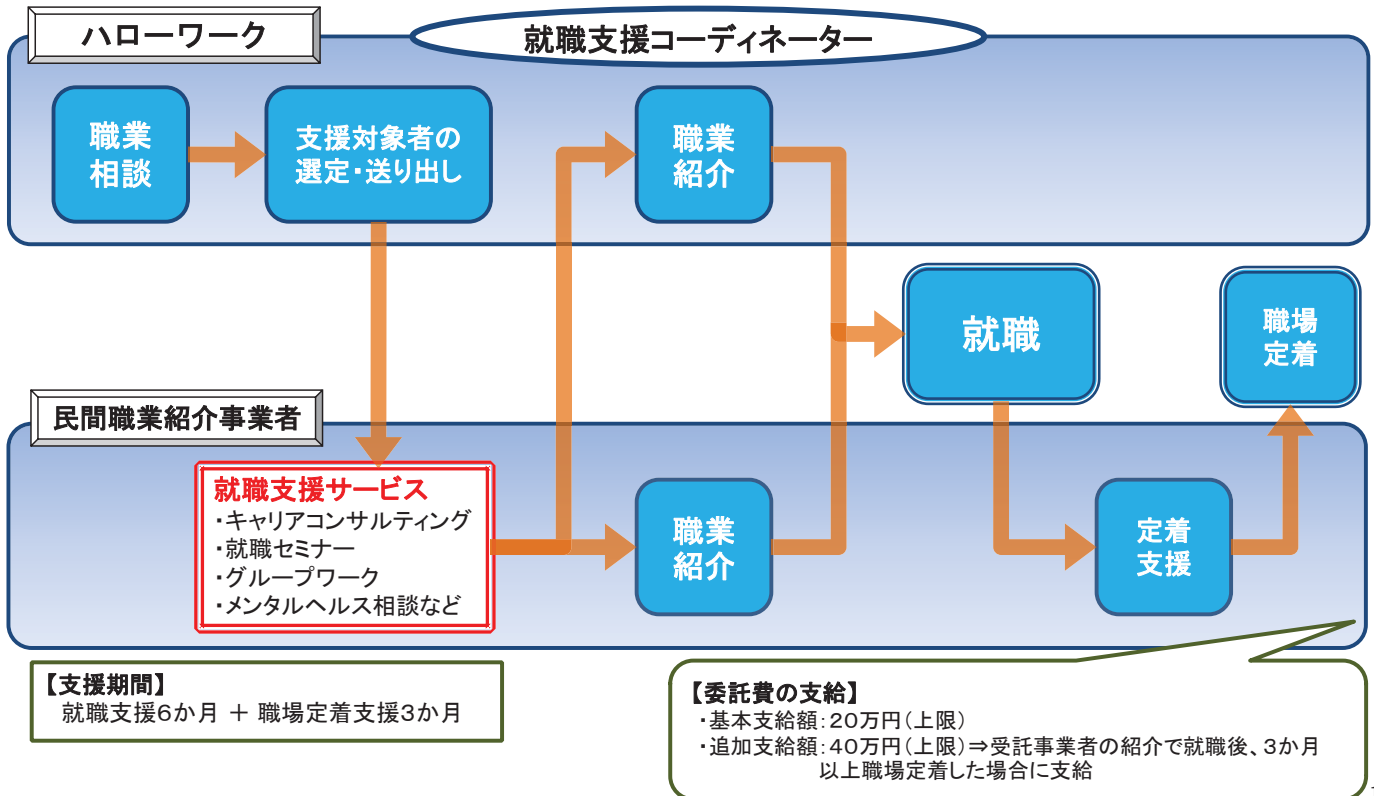 ハローワーク
就職支援コーディネーター
職業
相談
支援対象者の
選定・送り出し
職業
紹介
就職
職場
定着
民間職業紹介事業者
就職支援サービス
・キャリアコンサルティング
・就職セミナー
・グループワーク
・メンタルヘルス相談など
職業
紹介
定着
支援
【支援期間】
就職支援6か月 + 職場定着支援3か月
【委託費の支給】
・基本支給額:20万円(上限)
・追加支給額:40万円(上限)⇒受託事業者の紹介で就職後、3か月
以上職場定着した場合に支給